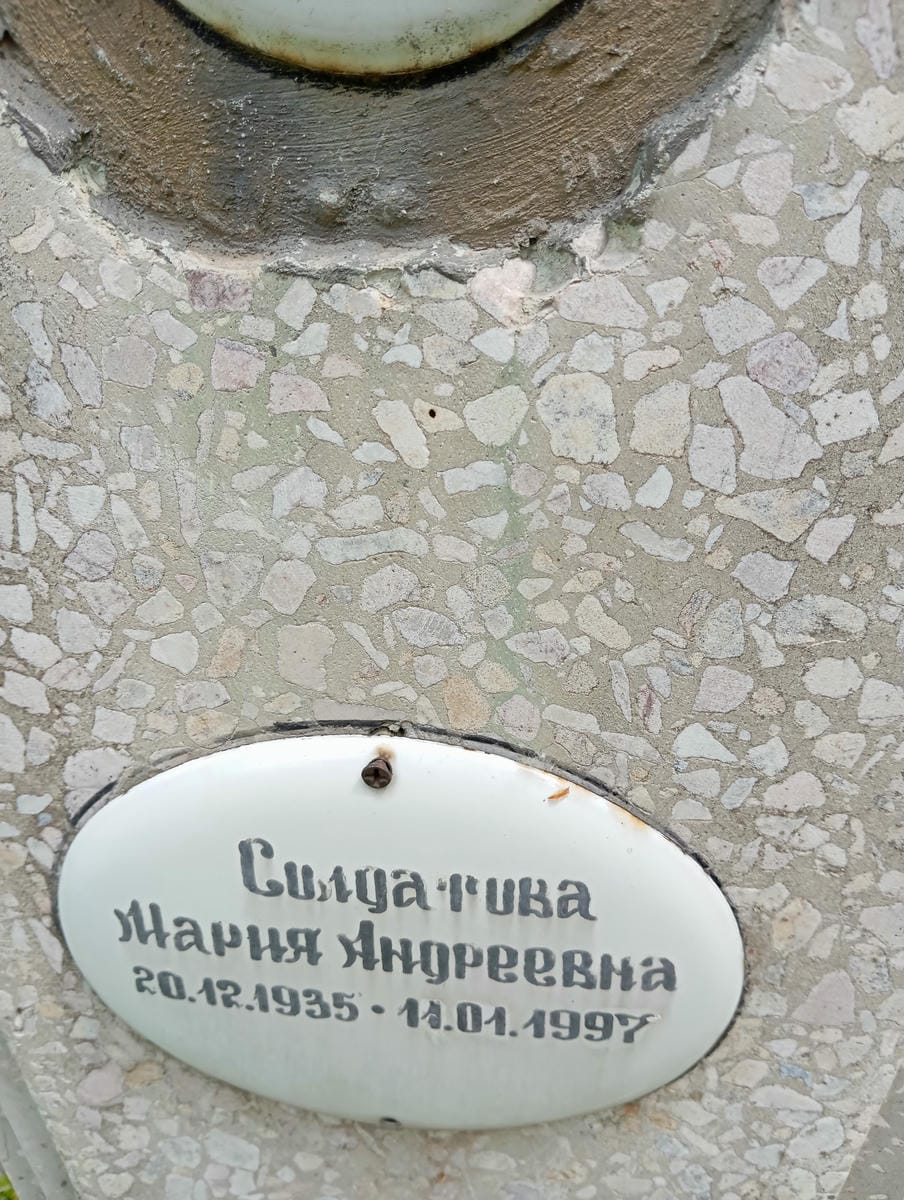 Солдатова
Мария Андреевна
20.12.1935 • 11.01.1997